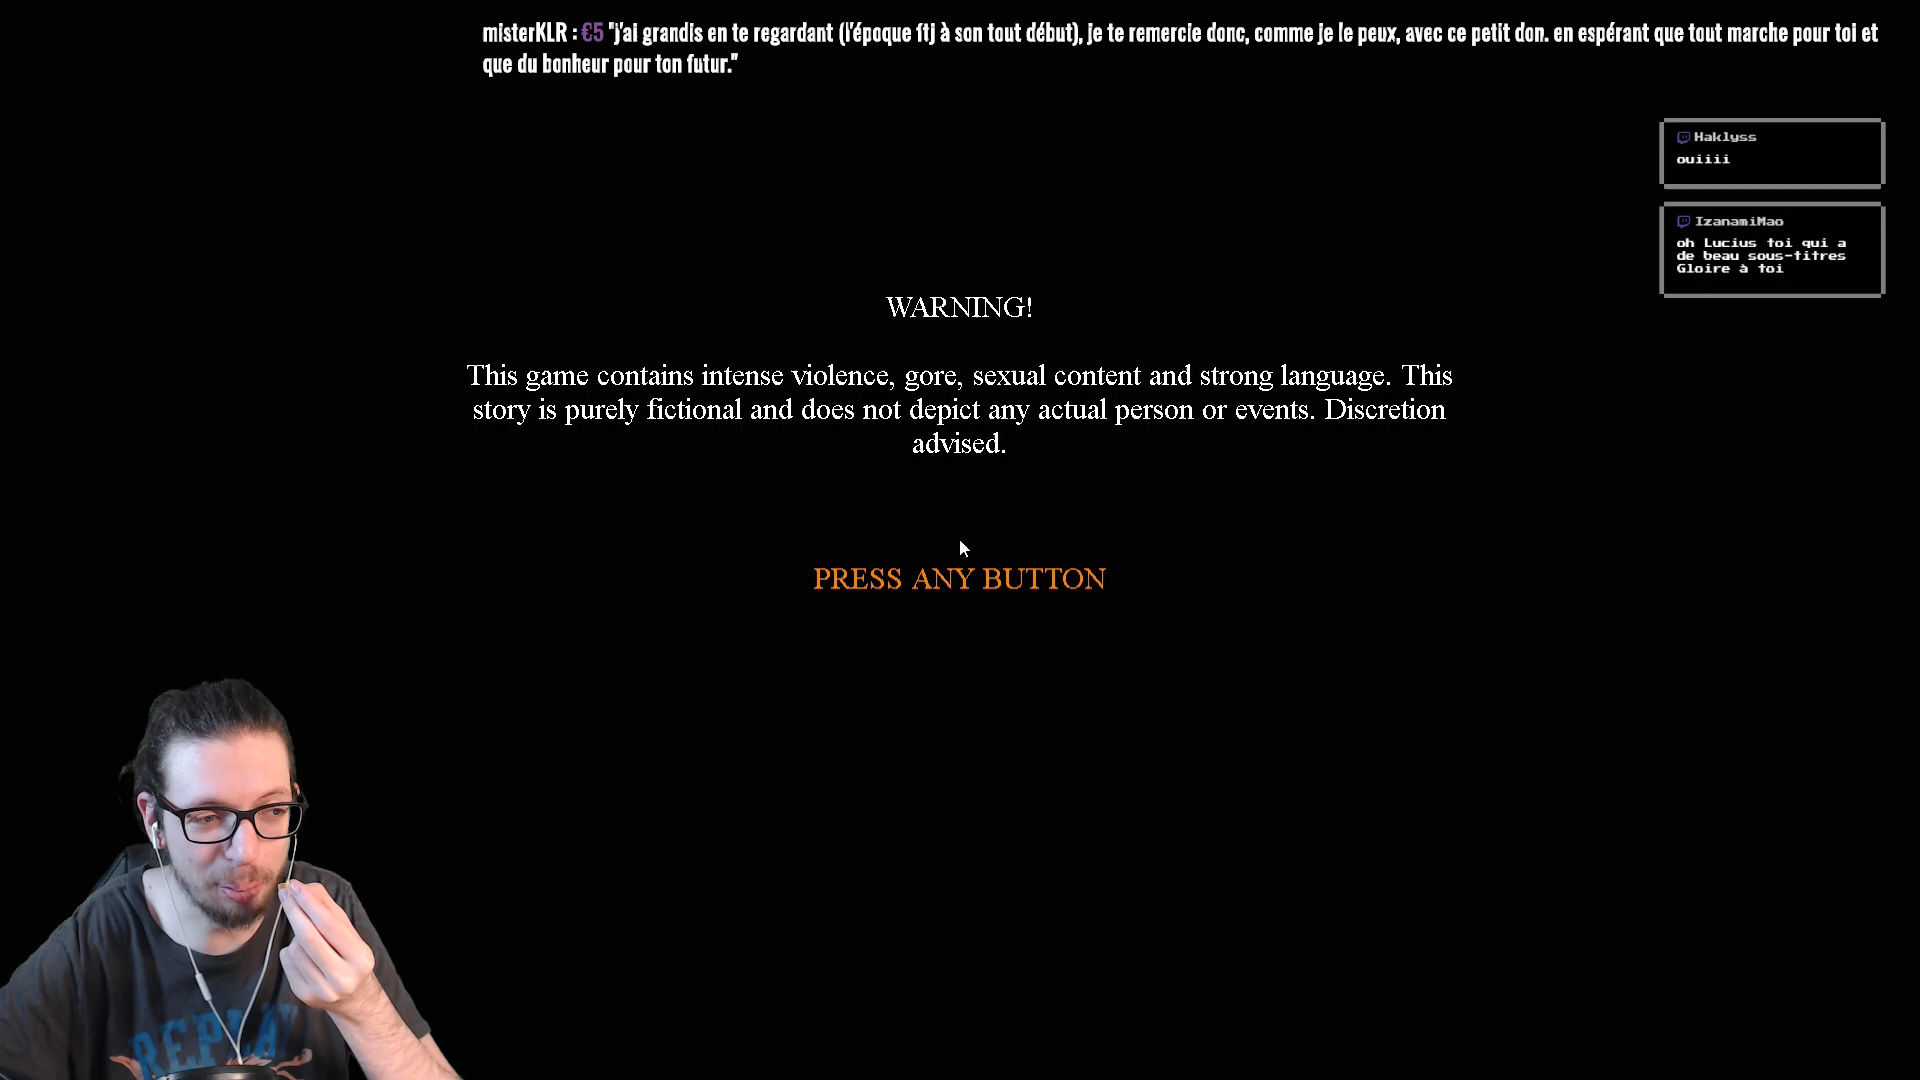 misterKLR : €5 "j'ai grandis en te regardant (l'époque ftj à son tout début), je te remercie donc, comme je le peux, avec ce petit don. en espérant que tout marche pour toi et
que du bonheur pour ton futur."
Haklyss
ouiiii
IzanamiMao
oh Lucius toi qui a
de beau sous-titres
Gloire à toi
WARNING!
This game contains intense violence, gore, sexual content and strong language. This
story is purely fictional and does not depict any actual person or events. Discretion
advised.
PRESS ANY BUTTON
REPLAY